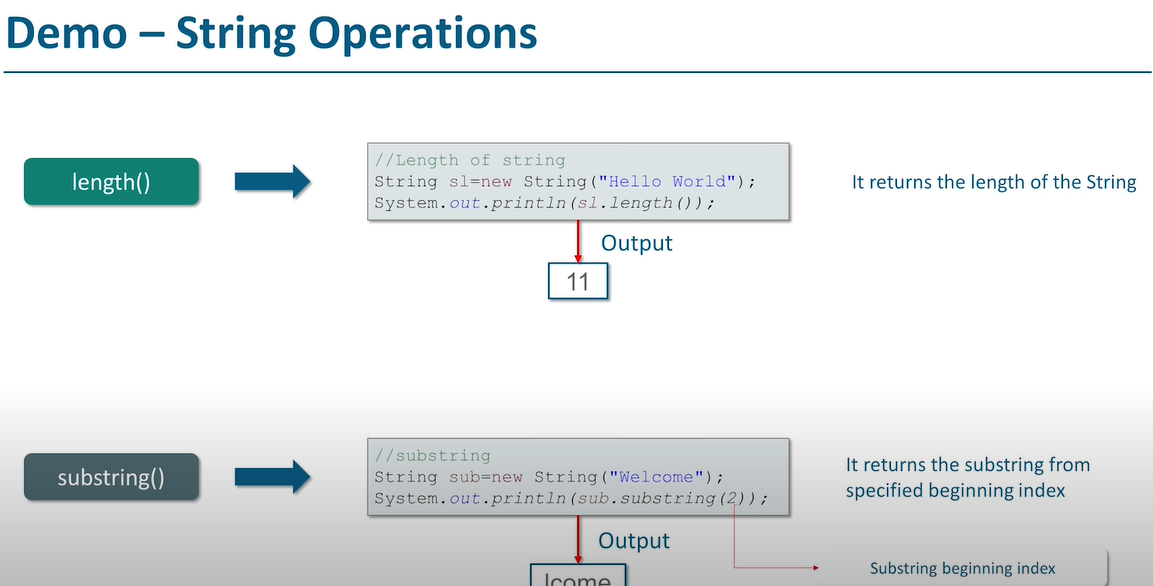 Demo – String Operations
length()
//Length of string
String sl=new String("Hello World");
System.out.println(sl.length());
It returns the length of the String
Output
11
substring()
//substring
String sub=new String("Welcome");
System.out.println(sub.substring(2));
It returns the substring from
specified beginning index
Output
lcome
Substring beginning index